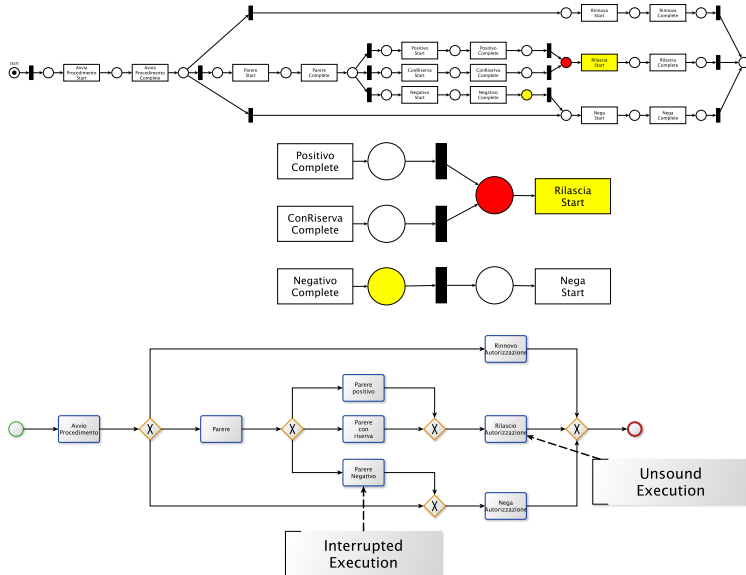 START
Avvia
Procedimento
Start
Avvia
Procedimento
Complete
Parere
Start
Parere
Complete
Positivo
Start
Positivo
Complete
ConRiserva
Start
ConRiserva
Complete
Negativo
Start
Negativo
Complete
Rinnova
Start
Rinnova
Complete
Rilascia
Start
Rilascia
Complete
Nega
Start
Nega
Complete
Positivo
Complete
ConRiserva
Complete
Rilascia
Start
Negativo
Complete
Nega
Start
Rinnovo
Autorizzazione
Parere
positivo
Avvio
Procedimento
X
Parere
X
Parere
con
riserva
X
Rilascio
Autorizzazione
X
Parere
Negativo
X
Nega
Autorizzazione
Unsound
Execution
Interrupted
Execution